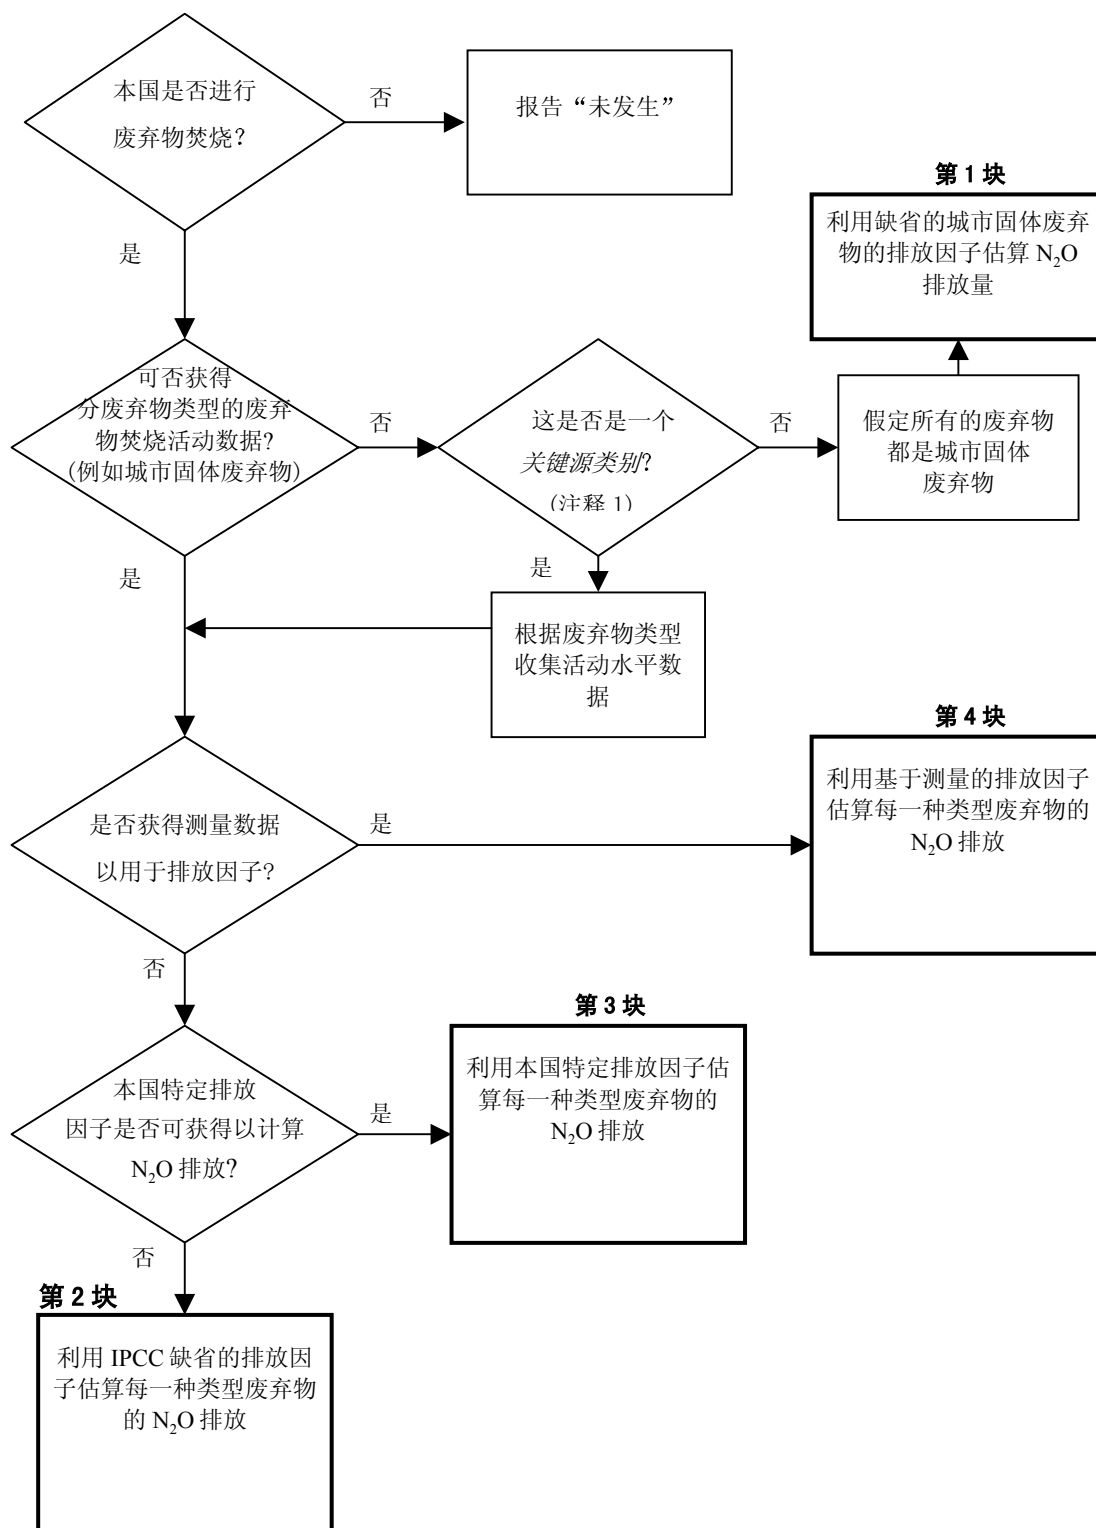 本国是否进行
废弃物焚烧?
否
报告“未发生”
是
第 1 块
利用缺省的城市固体废弃
物的排放因子估算 N₂O
排放量
可否获得
分废弃物类型的废弃
物焚烧活动数据?
(例如城市固体废弃物)
否
这是否是一个
关键源类别?
(注释 1)
否
假定所有的废弃物
都是城市固体
废弃物
是
是
根据废弃物类型
收集活动水平数
据
第 4 块
利用基于测量的排放因子
估算每一种类型废弃物的
N₂O 排放
是否获得测量数据
以用于排放因子?
是
否
第 3 块
利用本国特定排放因子估
算每一种类型废弃物的
N₂O 排放
本国特定排放
因子是否可获得以计算
N₂O 排放?
是
否
第 2 块
利用 IPCC 缺省的排放因
子估算每一种类型废弃物
的 N₂O 排放